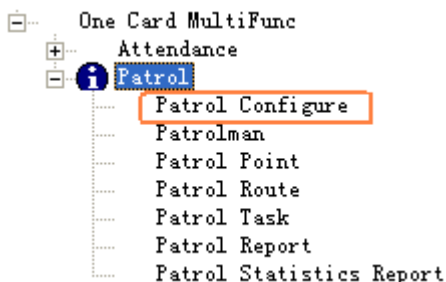 One Card MultiFunc
Attendance
Patrol
Patrol Configure
Patrolman
Patrol Point
Patrol Route
Patrol Task
Patrol Report
Patrol Statistics Report